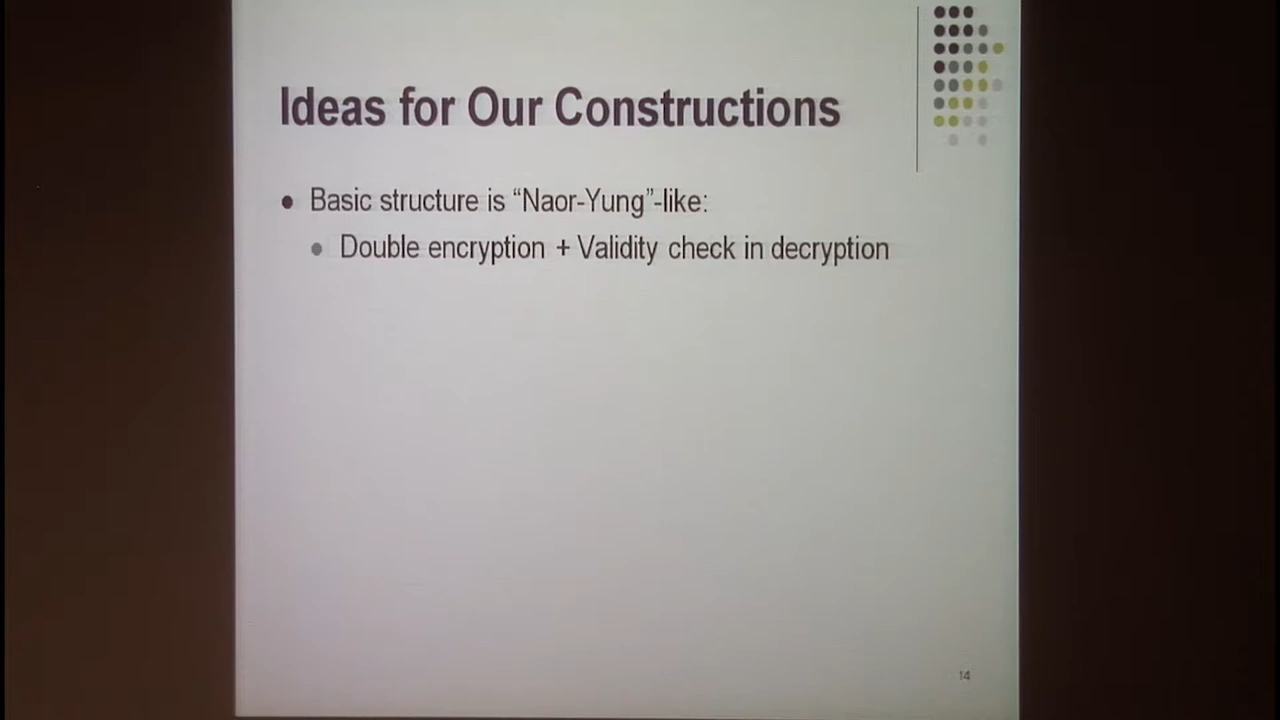 Ideas for Our Constructions
Basic structure is “Naor-Yung”-like:
Double encryption + Validity check in decryption
14